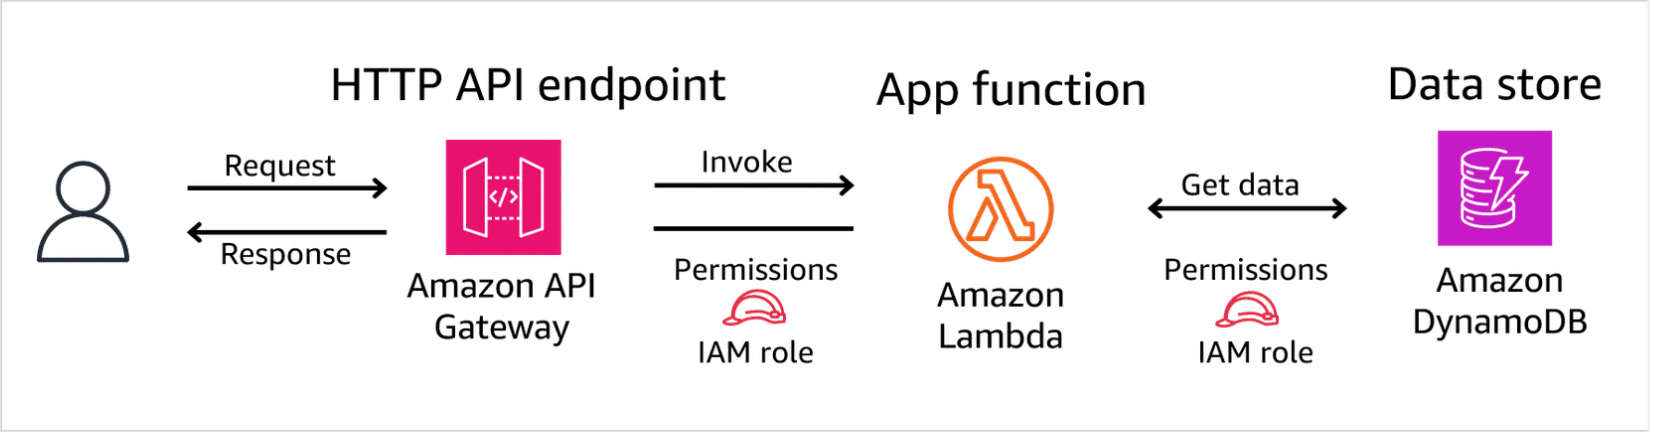 HTTP API endpoint
App function
Data store
Request
Response
</>
Amazon API
Gateway
Invoke
Permissions
IAM role
Amazon
Lambda
Get data
Permissions
IAM role
Amazon
DynamoDB